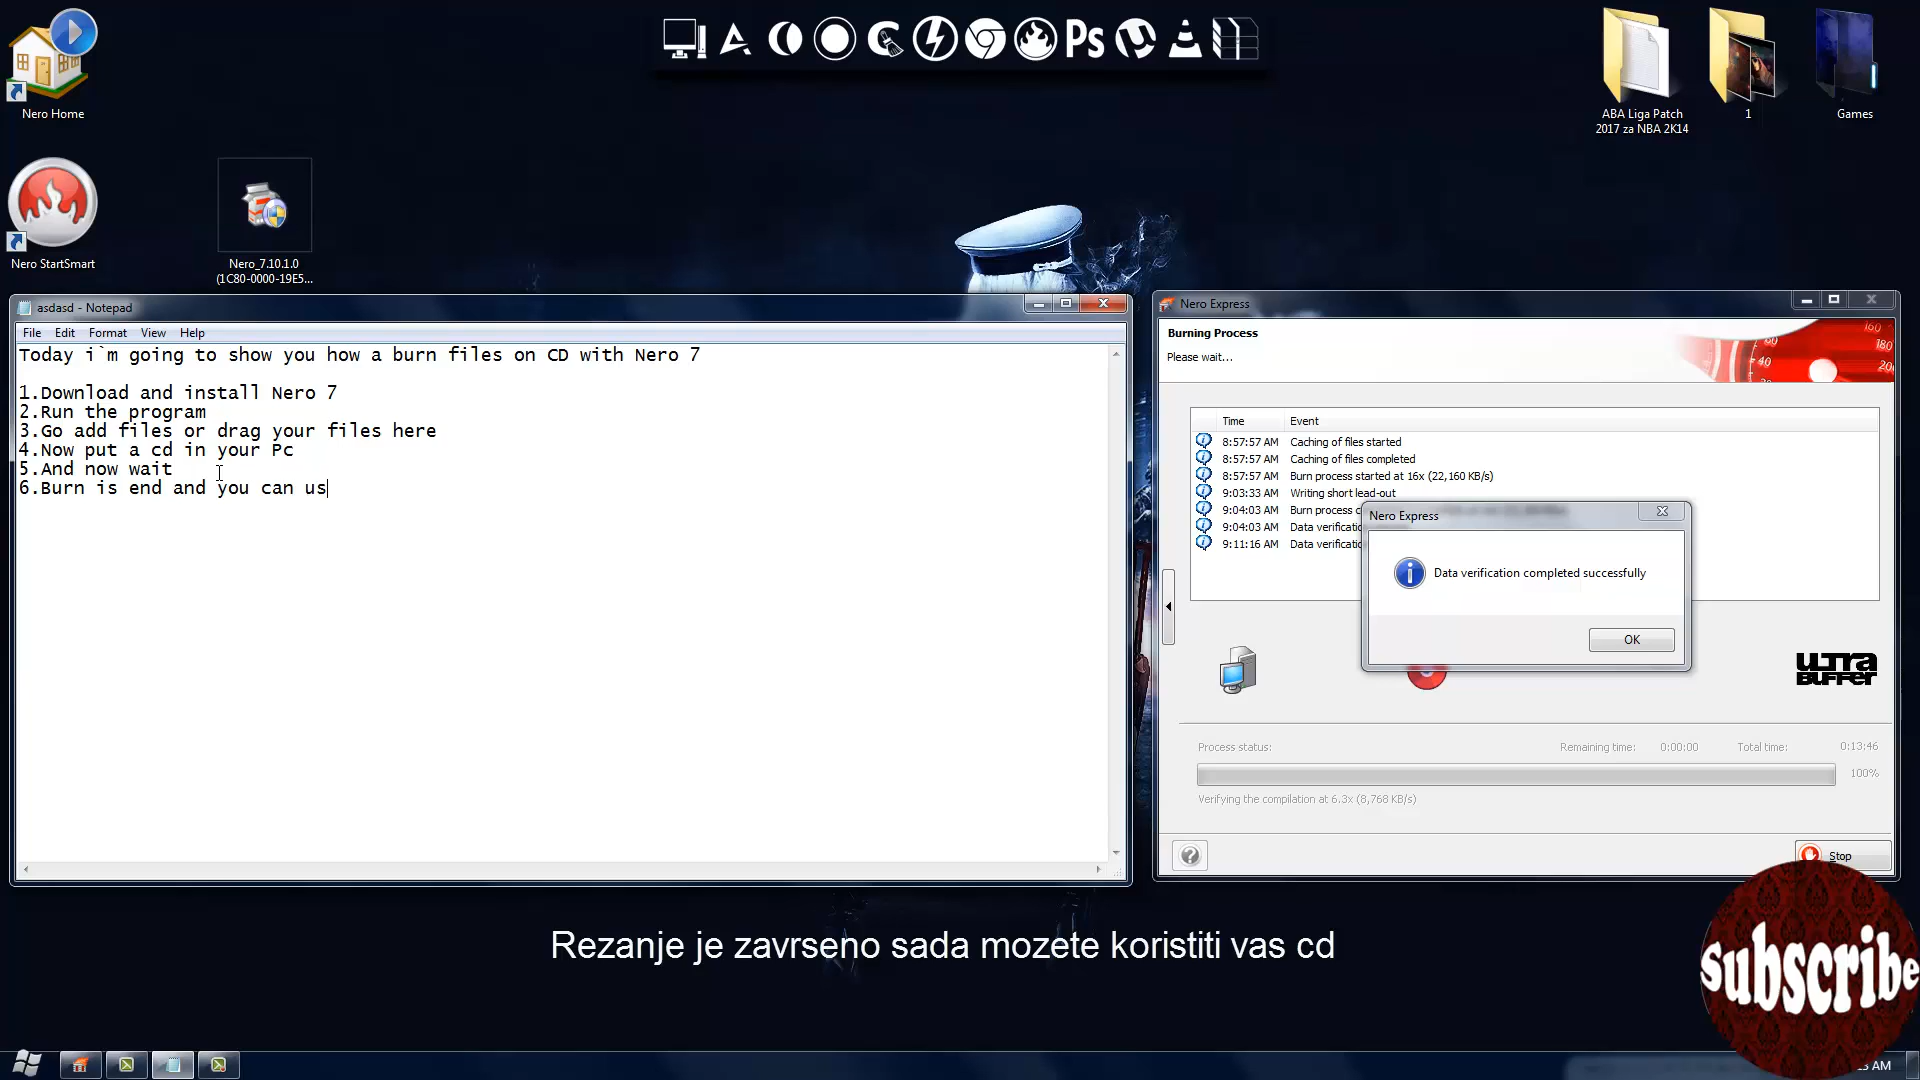 Nero Home
Nero StartSmart
Nero_7.10.1.0
(1C80-0000-19E5...
Ps
ABA Liga Patch
2017 za NBA 2K14
1
Games
asdasd - Notepad
File Edit Format View Help
Today i`m going to show you how a burn files on CD with Nero 7
1.Download and install Nero 7
2.Run the program
3.Go add files or drag your files here
4.Now put a cd in your Pc
5.And now wait
6.Burn is end and you can us
Nero Express
Burning Process
Please wait...
Time Event
8:57:57 AM Caching of files started
8:57:57 AM Caching of files completed
8:57:57 AM Burn process started at 16x (22,160 KB/s)
9:03:33 AM Writing short lead-out
9:04:03 AM Burn process
9:04:03 AM Data
9:11:16 AM Data
Nero Express
Data verification completed successfully
OK
ULTRA
BUFFER
Process status: Remaining time: 0:00:00 Total time: 0:13:46
100%
Verifying the compilation at 6.3x (8,768 KB/s)
Stop
Rezanje je zavrseno sada mozete koristiti vas cd
subscribe
AM